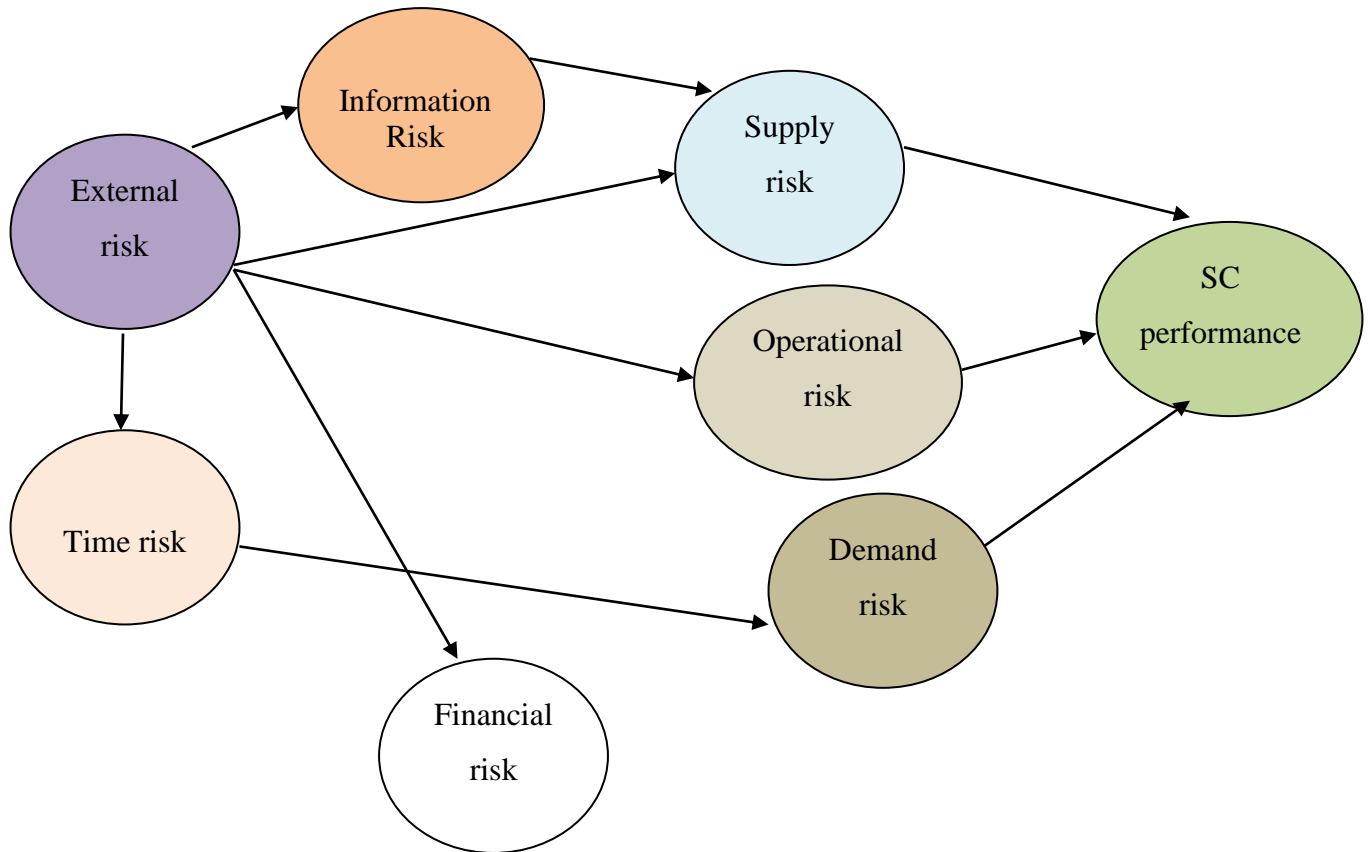 Information
Risk
Supply
risk
External
risk
SC
performance
Operational
risk
Time risk
Demand
risk
Financial
risk